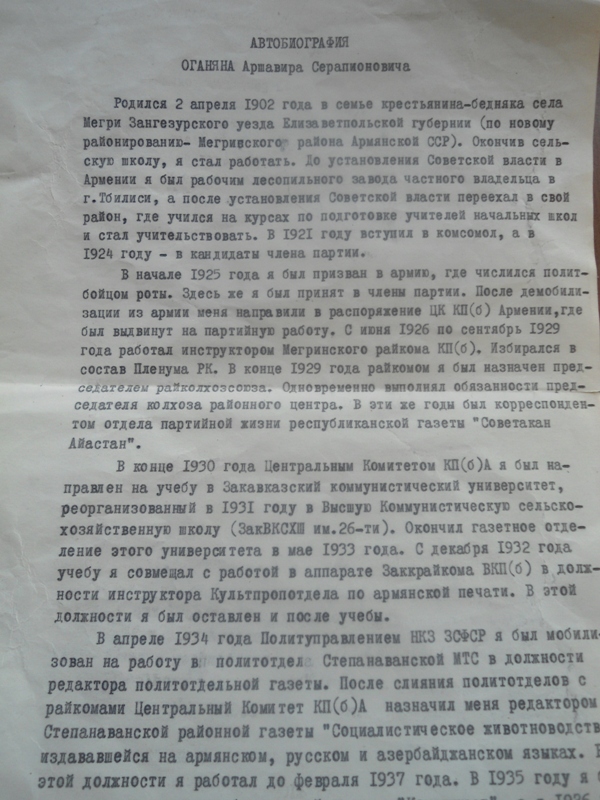 АВТОБИОГРАФИЯ
ОГАНЯНА Аршавира Серапионовича
Родился 2 апреля 1902 года в семье крестьянина-бедняка села
Мегри Зангезурского уезда Елизаветпольской губернии (по новому
районированию- Мегринского района Армянской ССР). Окончив сель-
скую школу, я стал работать. До установления Советской власти в
Армении я был рабочим лесопильного завода частного владельца в
г.Тбилиси, а после установления Советской власти переехал в свой
район, где учился на курсах по подготовке учителей начальных школ
и стал учительствовать. В 1921 году вступил в комсомол, а в
1924 году - в кандидаты члена партии.
В начале 1925 года я был призван в армию, где числился полит-
бойцом роты. Здесь же я был принят в члены партии. После демобили-
зации из армии меня направили в распоряжение ЦК КП(б) Армении,где
был выдвинут на партийную работу. С июня 1926 по сентябрь 1929
года работал инструктором Мегринского райкома КП(б). Избирался в
состав Пленума РК. В конце 1929 года райкомом я был назначен пред-
седателем райколхозсоюза. Одновременно выполнял обязанности пред-
седателя колхоза районного центра. В эти же годы был корреспонден-
том отдела партийной жизни республиканской газеты "Советакан
Айастан".
В конце 1930 года Центральным Комитетом КП(б)А я был на-
правлен на учебу в Закавказский коммунистический университет,
реорганизованный в 1931 году в Высшую Коммунистическую сельско-
хозяйственную школу (ЗакВКСХШ им.26-ти). Окончил газетное отде-
ление этого университета в мае 1933 года. С декабря 1932 года
учебу я совмещал с работой в аппарате Заккрайкома ВКП(б) в долж-
ности инструктора Культпропотдела по армянской печати. В этой
должности я был оставлен и после учебы.
В апреле 1934 года Политуправлением НКЗ ЗСФСР я был мобили-
зован на работу в политотдел Степанаванской МТС в должности
редактора политотдельной газеты. После слияния политотделов с
райкомами Центральный Комитет КП(б)А назначил меня редактором
Степанаванской районной газеты "Социалистическое животноводств
издававшейся на армянском, русском и азербайджанском языках.
этой должности я работал до февраля 1937 года. В 1935 году я